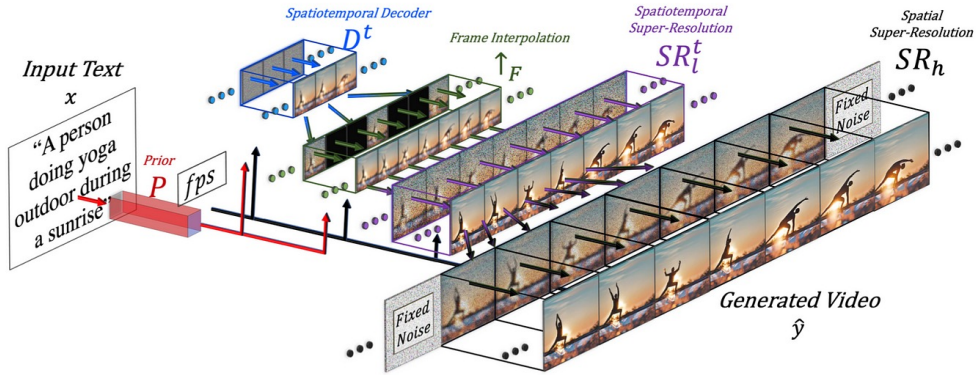 Input Text
x
“A person
doing yoga
outdoor during
a sunrise”
Prior
P
fps
Spatiotemporal Decoder
D^t
Frame Interpolation
↑F
Spatiotemporal
Super-Resolution
SR_l^t
Spatial
Super-Resolution
SR_h
Fixed
Noise
Fixed
Noise
Generated Video
ŷ